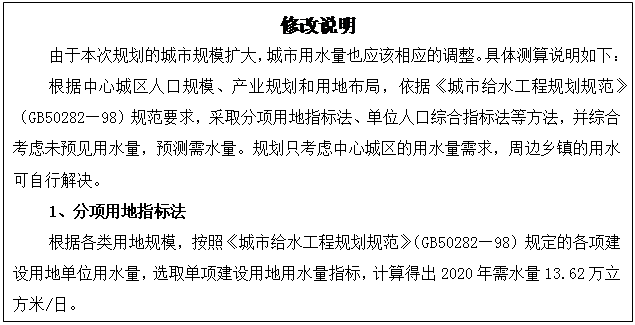 修改说明
由于本次规划的城市规模扩大，城市用水量也应该相应的调整。具体测算说明如下：
根据中心城区人口规模、产业规划和用地布局，依据《城市给水工程规划规范》
（GB50282—98）规范要求，采取分项用地指标法、单位人口综合指标法等方法，并综合
考虑未预见用水量，预测需水量。规划只考虑中心城区的用水量需求，周边乡镇的用水
可自行解决。
1、分项用地指标法
根据各类用地规模，按照《城市给水工程规划规范》（GB50282—98）规定的各项建
设用地单位用水量，选取单项建设用地用水量指标，计算得出 2020 年需水量 13.62 万立
方米/日。